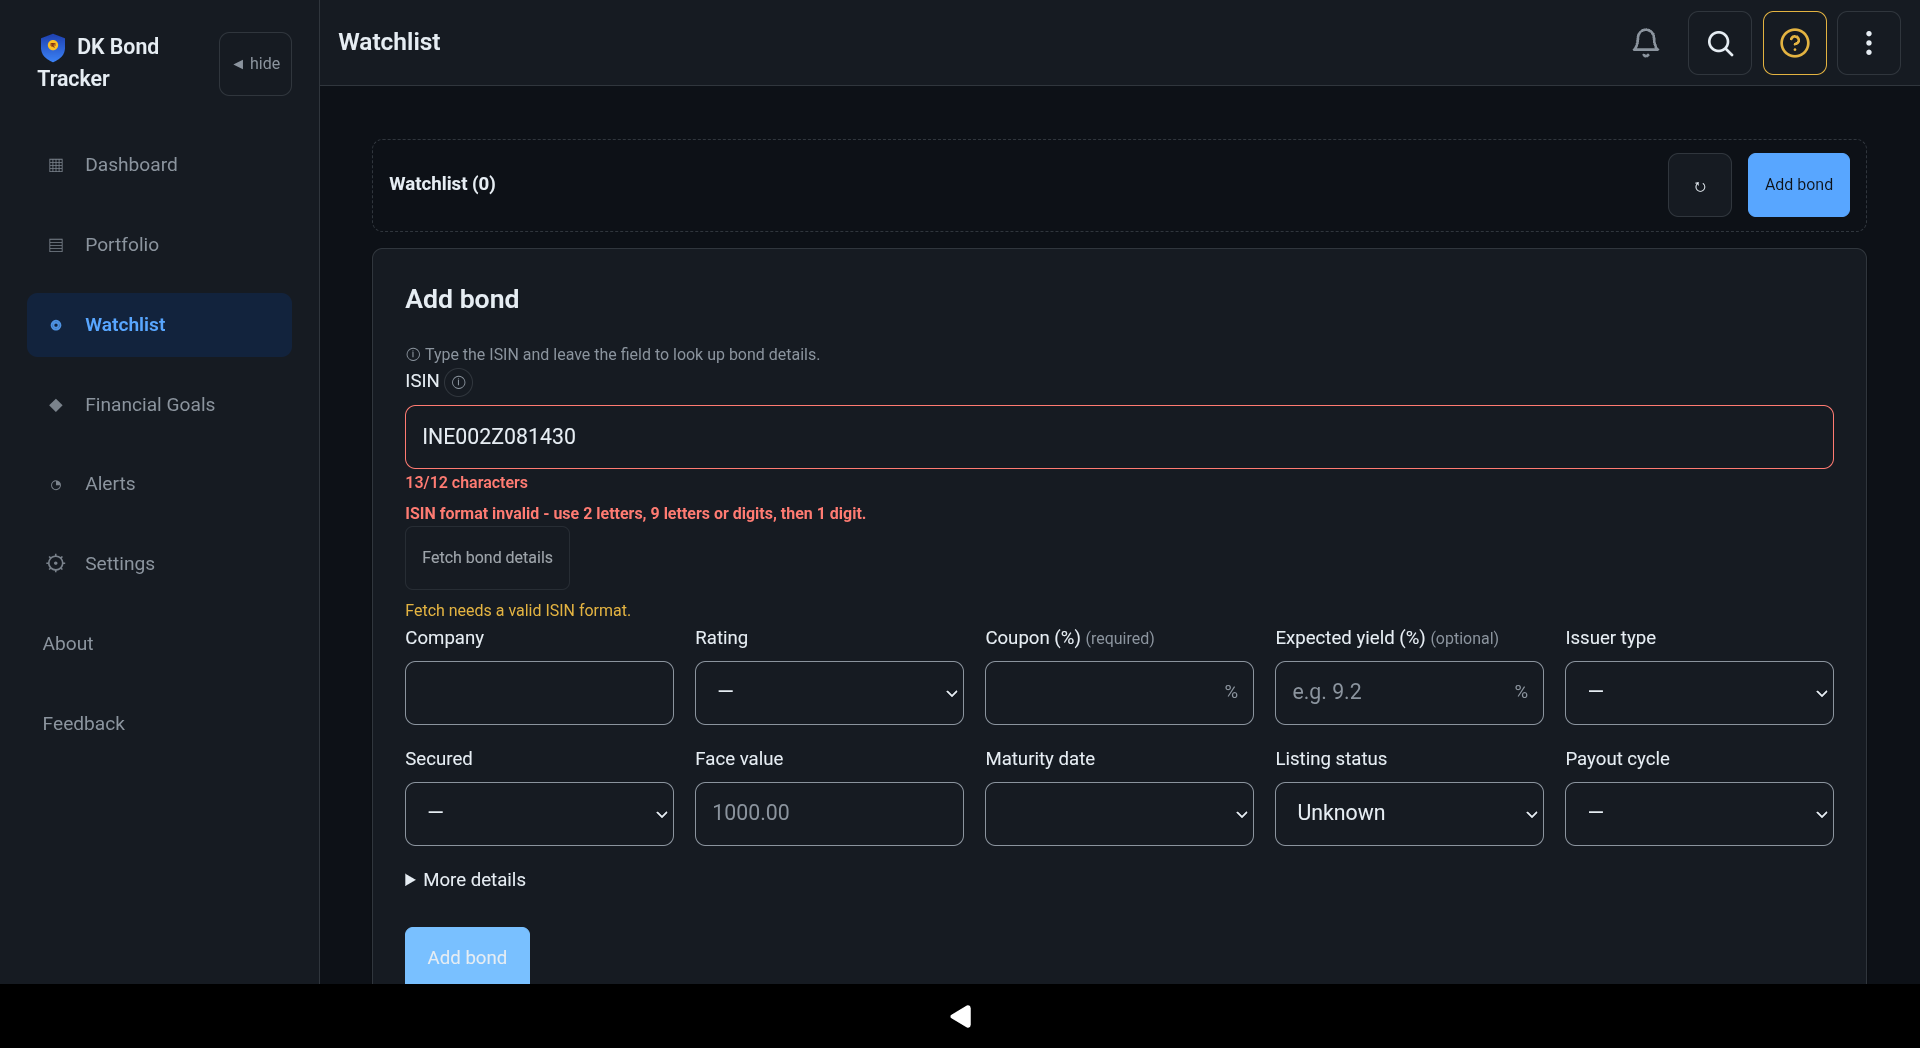 DK Bond
Tracker
◀ hide
Dashboard
Portfolio
Watchlist
Financial Goals
Alerts
Settings
About
Feedback
Watchlist
Watchlist (0)
Add bond
Add bond
ⓘ Type the ISIN and leave the field to look up bond details.
ISIN ⓘ
INE002Z081430
13/12 characters
ISIN format invalid - use 2 letters, 9 letters or digits, then 1 digit.
Fetch bond details
Fetch needs a valid ISIN format.
Company
Rating
—
Coupon (%) (required)
%
Expected yield (%) (optional)
e.g. 9.2 %
Issuer type
—
Secured
—
Face value
1000.00
Maturity date
Listing status
Unknown
Payout cycle
—
▶ More details
Add bond